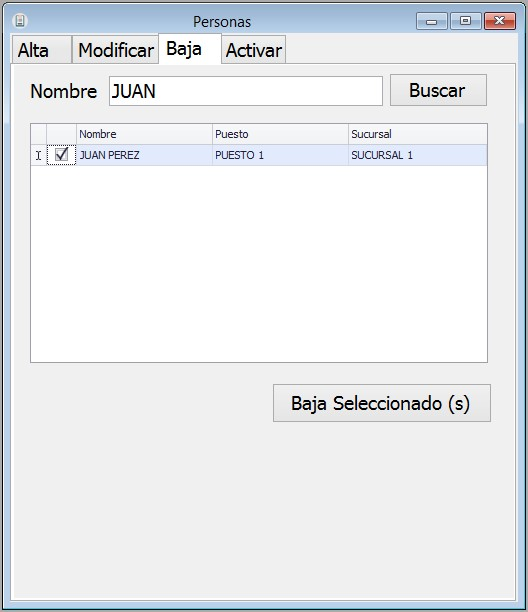 Personas
Alta Modificar Baja Activar
Nombre JUAN Buscar
Nombre Puesto Sucursal
JUAN PEREZ PUESTO 1 SUCURSAL 1
Baja Seleccionado (s)